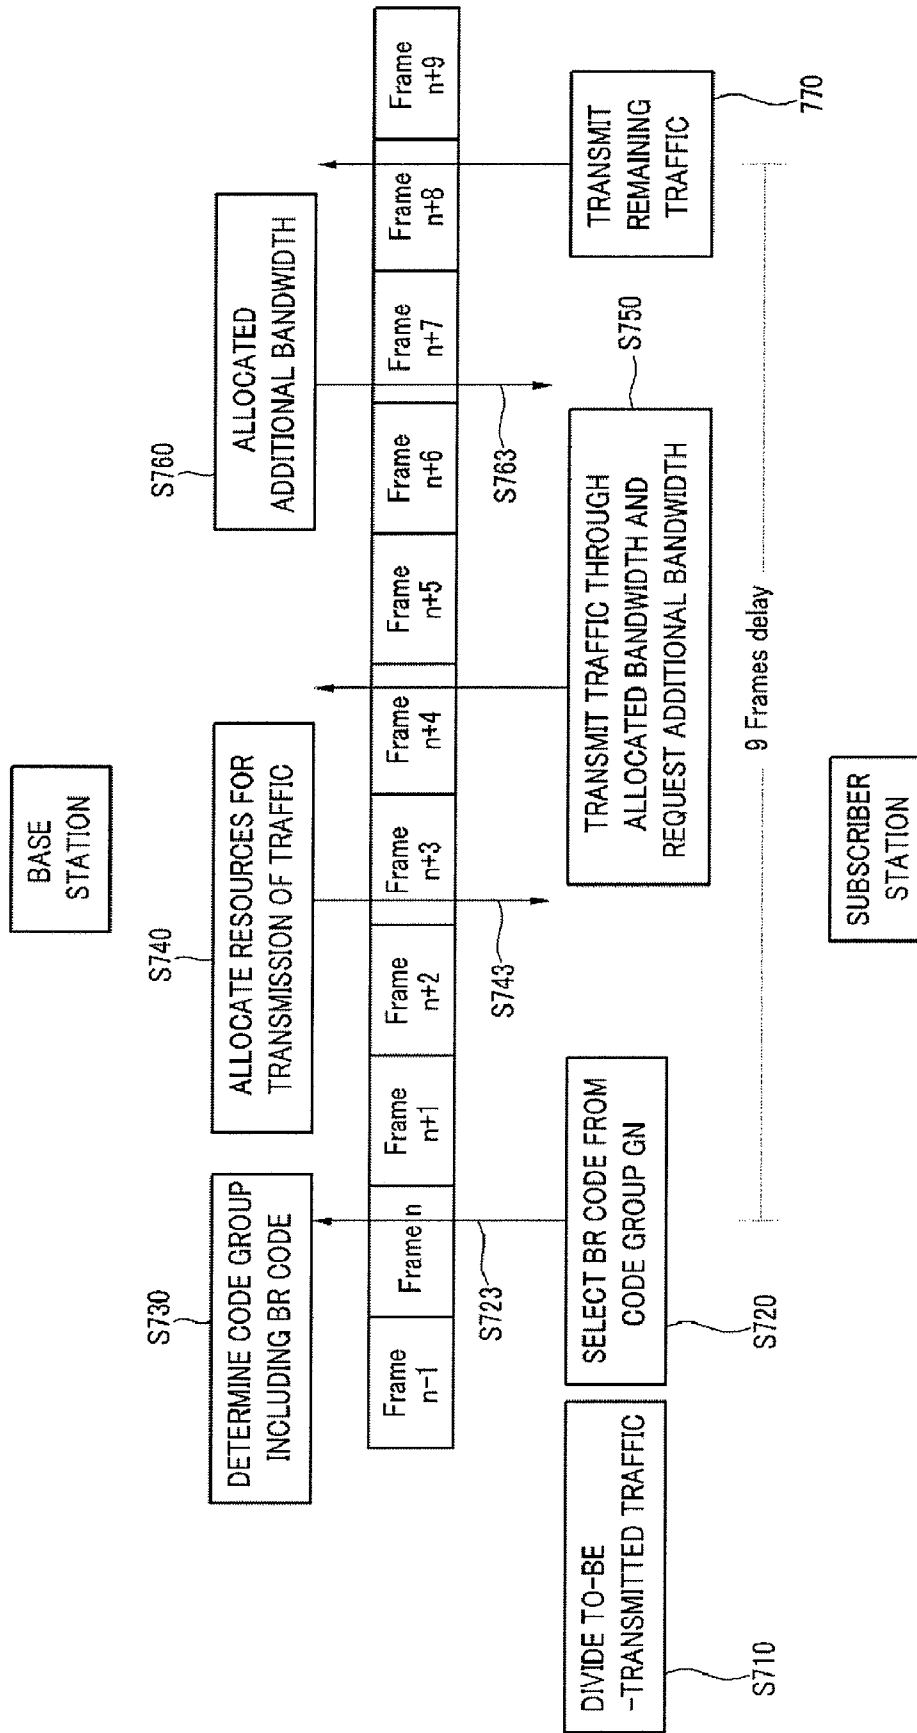 BASE
STATION
S730
DETERMINE CODE GROUP
INCLUDING BR CODE
S740
ALLOCATE RESOURCES FOR
TRANSMISSION OF TRAFFIC
S760
ALLOCATED
ADDITIONAL BANDWIDTH
Frame
n-1
Frame n
Frame
n+1
Frame
n+2
Frame
n+3
Frame
n+4
Frame
n+5
Frame
n+6
Frame
n+7
Frame
n+8
Frame
n+9
S723
S743
S763
S710
DIVIDE TO-BE
-TRANSMITTED TRAFFIC
S720
SELECT BR CODE FROM
CODE GROUP GN
S750
TRANSMIT TRAFFIC THROUGH
ALLOCATED BANDWIDTH AND
REQUEST ADDITIONAL BANDWIDTH
TRANSMIT
REMAINING
TRAFFIC
770
9 Frames delay
SUBSCRIBER
STATION